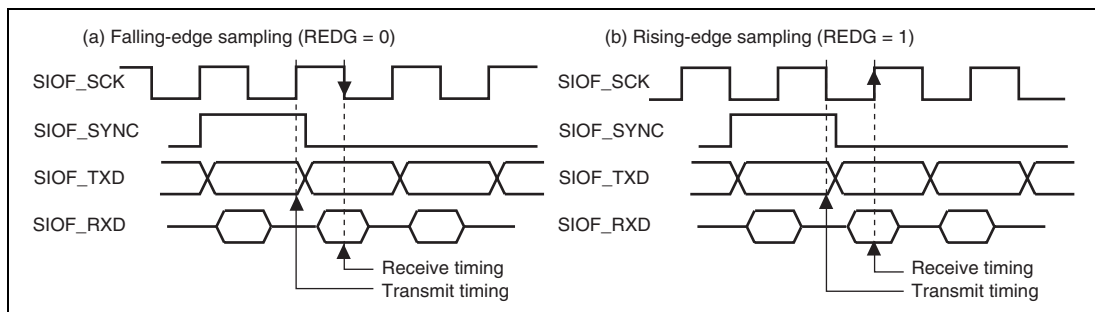 (a) Falling-edge sampling (REDG = 0)
SIOF_SCK
SIOF_SYNC
SIOF_TXD
SIOF_RXD
Receive timing
Transmit timing
(b) Rising-edge sampling (REDG = 1)
SIOF_SCK
SIOF_SYNC
SIOF_TXD
SIOF_RXD
Receive timing
Transmit timing